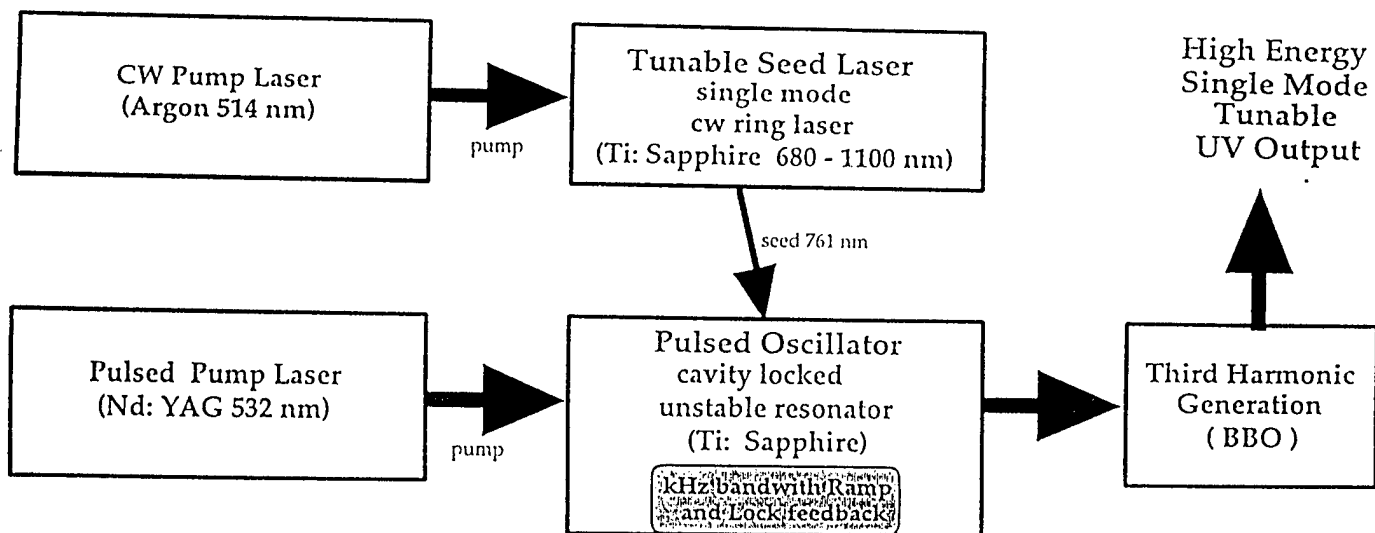 CW Pump Laser
(Argon 514 nm)
pump
Tunable Seed Laser
single mode
cw ring laser
(Ti: Sapphire 680 - 1100 nm)
High Energy
Single Mode
Tunable
UV Output
seed 761 nm
Pulsed Pump Laser
(Nd: YAG 532 nm)
pump
Pulsed Oscillator
cavity locked
unstable resonator
(Ti: Sapphire)
kHz bandwith Ramp
and Lock feedback
Third Harmonic
Generation
( BBO )